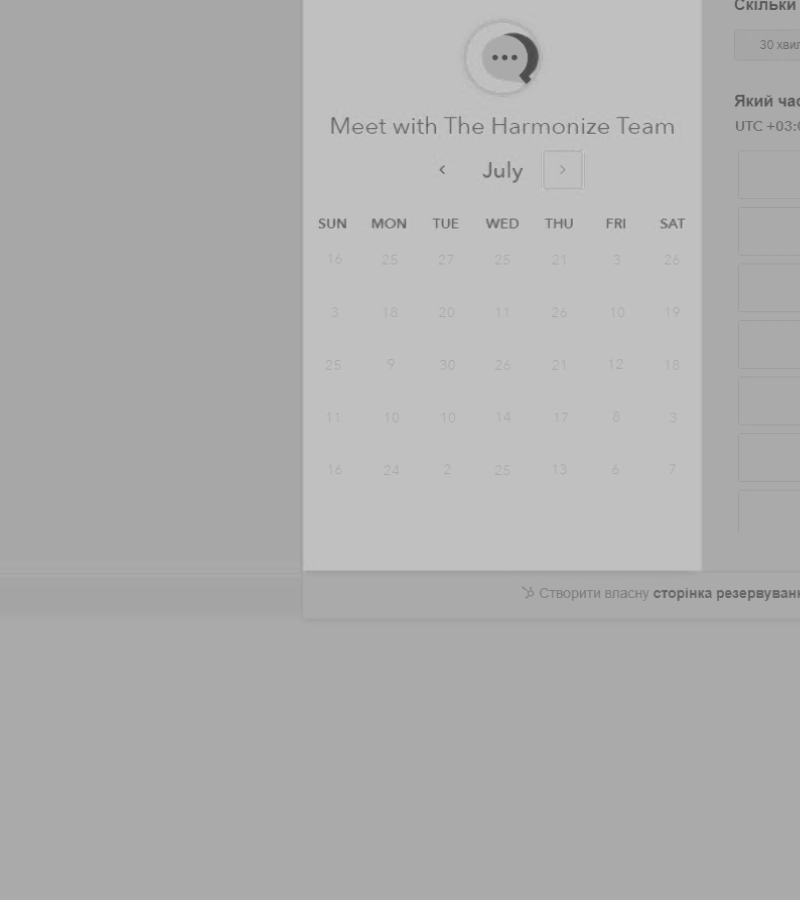 Скільки
30 хвил
Meet with The Harmonize Team
Який час
UTC +03:0
July
SUN MON TUE WED THU FRI SAT
16 25 27 25 21 3 26
3 18 20 11 26 10 19
25 9 30 26 21 12 18
11 10 10 14 17 8 3
16 24 2 25 13 6 7
Створити власну сторінка резервуванн